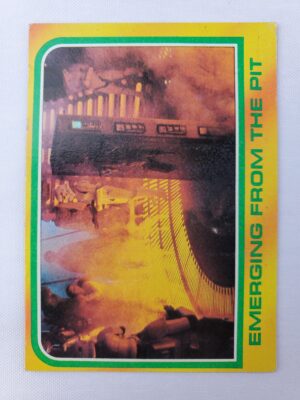 EMERGING FROM THE PIT